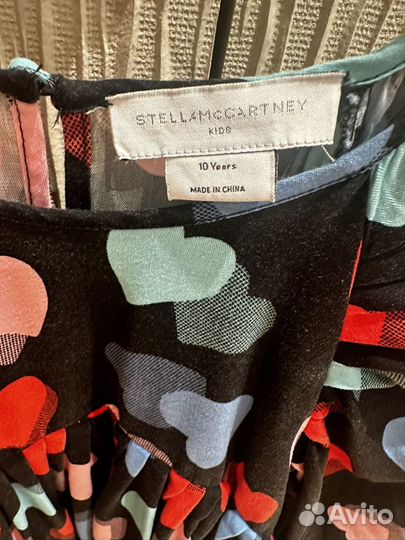 STELLA McCARTNEY
KIDS
10 Years
MADE IN CHINA
Avito